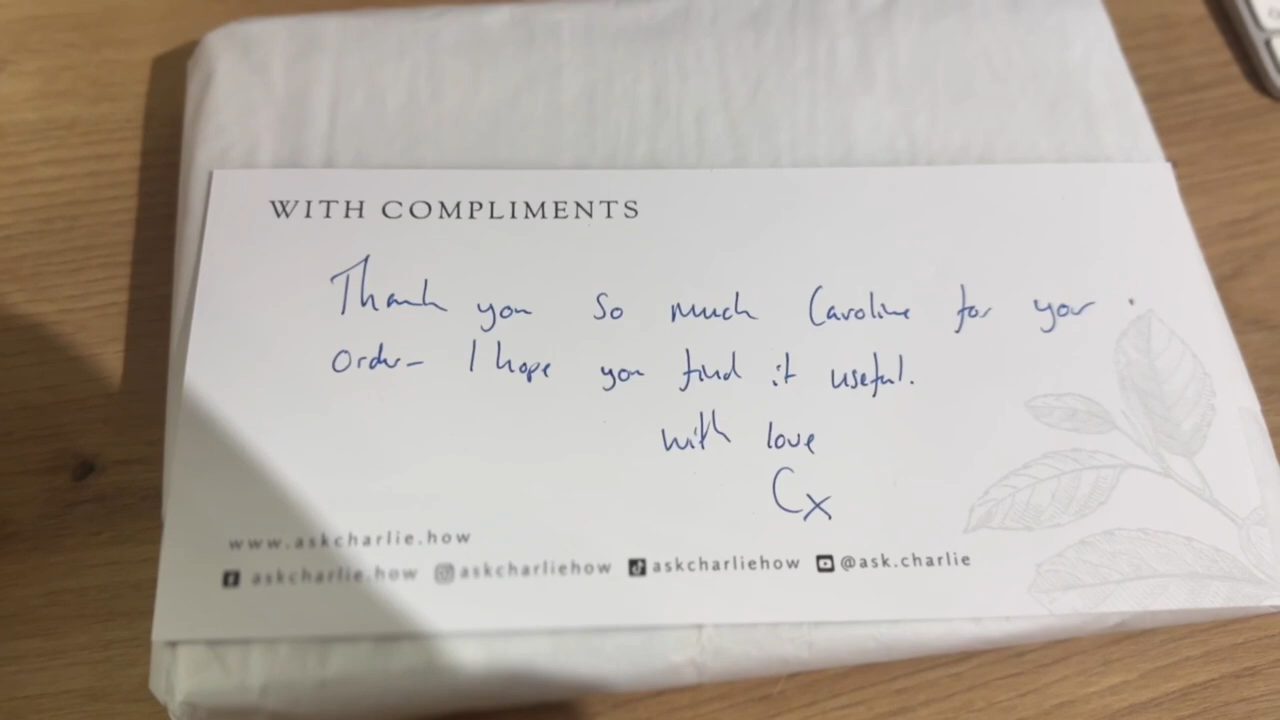 WITH COMPLIMENTS
Thank you so much Caroline for your
order - I hope you find it useful.
with love
Cx
www.askcharlie.how
askcharlie.how askcharliehow askcharliehow @ask.charlie